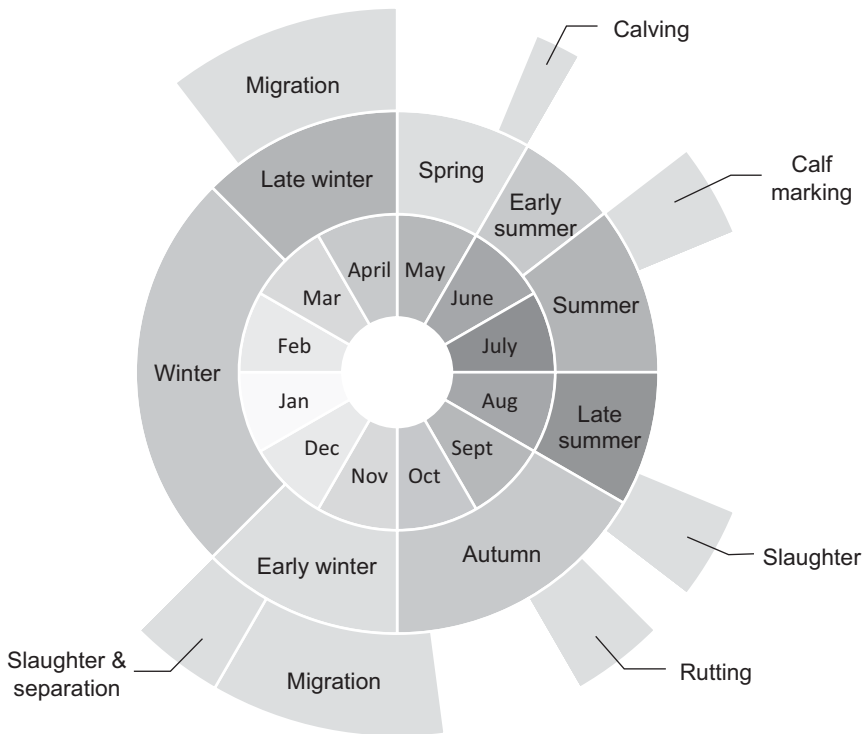 Calving
Migration
Calf
marking
Late winter
Spring
Early
summer
April
May
Mar
June
Summer
Feb
July
Winter
Jan
Aug
Late
summer
Dec
Sept
Nov
Oct
Autumn
Slaughter
Early winter
Slaughter &
separation
Migration
Rutting